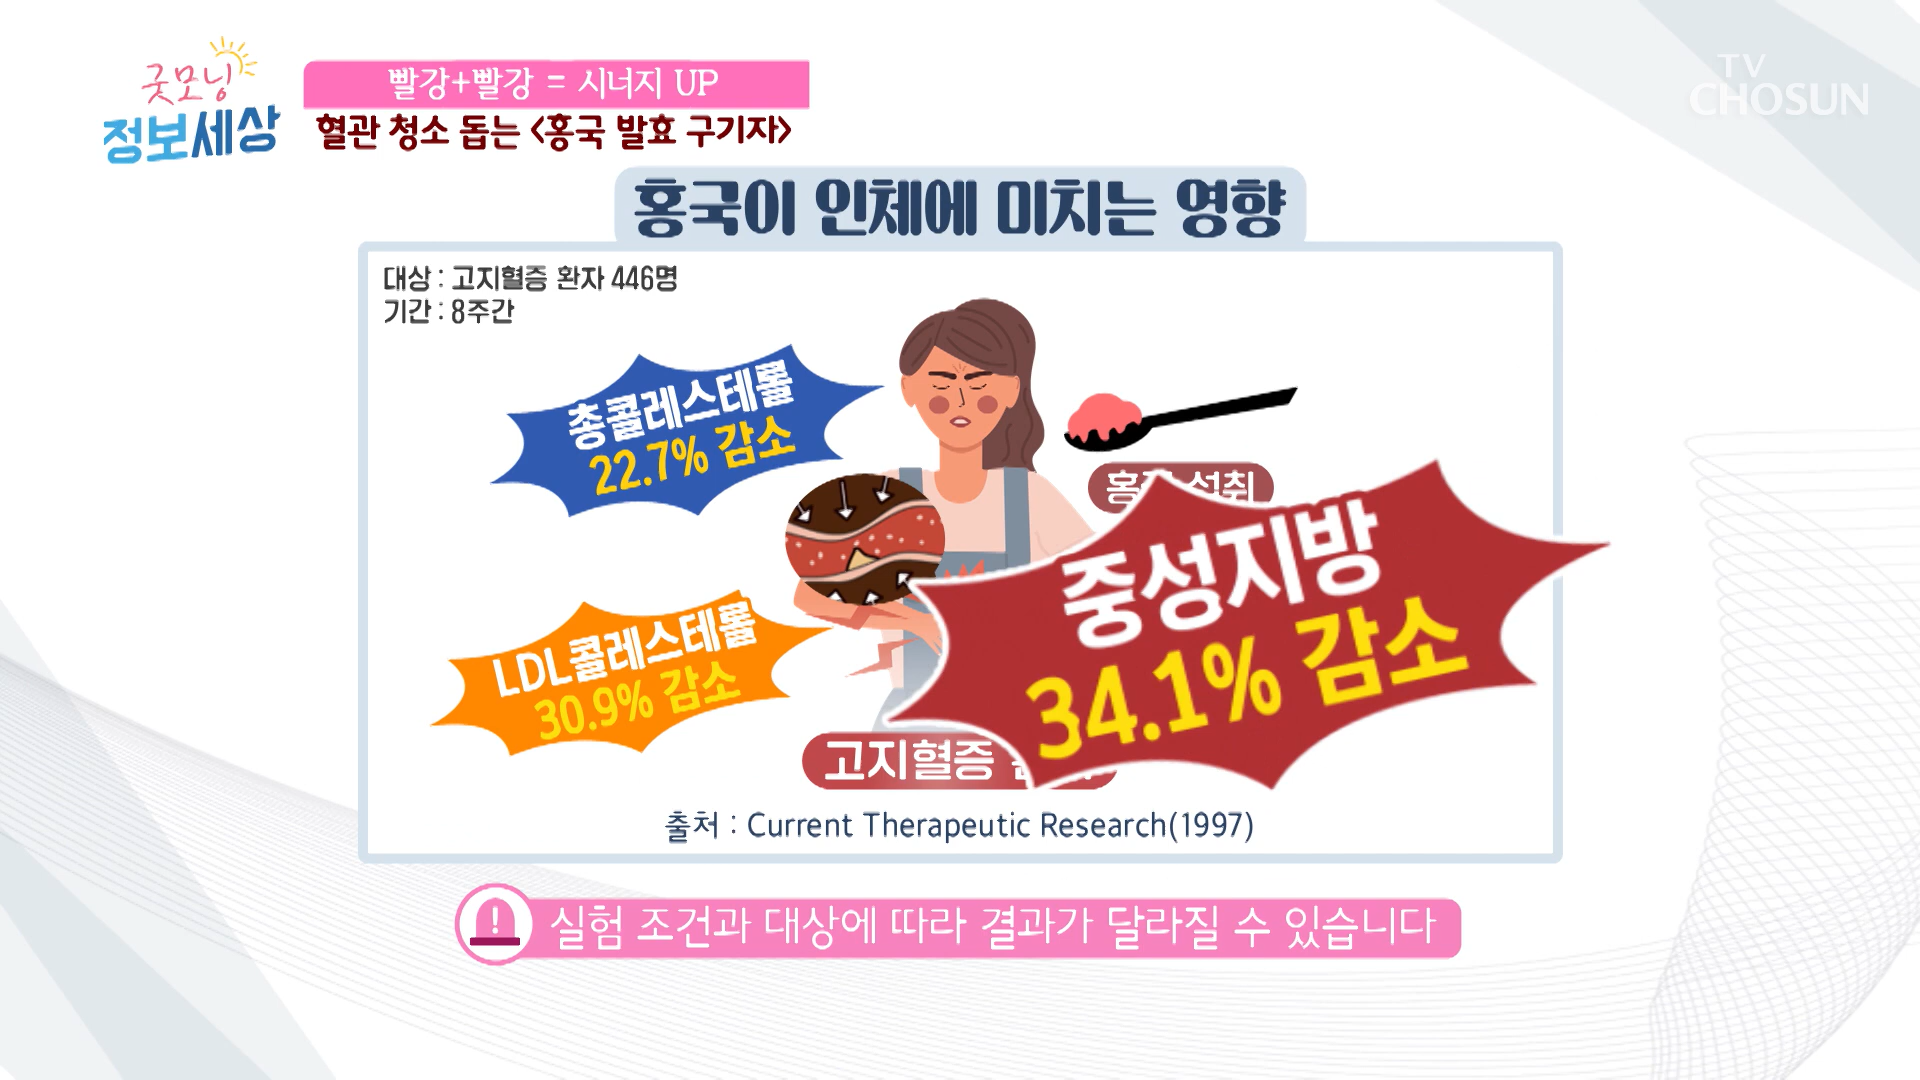 굿모닝
정보세상
빨강+빨강 = 시너지 UP
혈관 청소 돕는 <홍국 발효 구기자>
TV
CHOSUN
홍국이 인체에 미치는 영향
대상 : 고지혈증 환자 446명
기간 : 8주간
총콜레스테롤
22.7% 감소
섭취
중성지방
34.1% 감소
LDL콜레스테롤
30.9% 감소
고지혈증
출처 : Current Therapeutic Research(1997)
실험 조건과 대상에 따라 결과가 달라질 수 있습니다